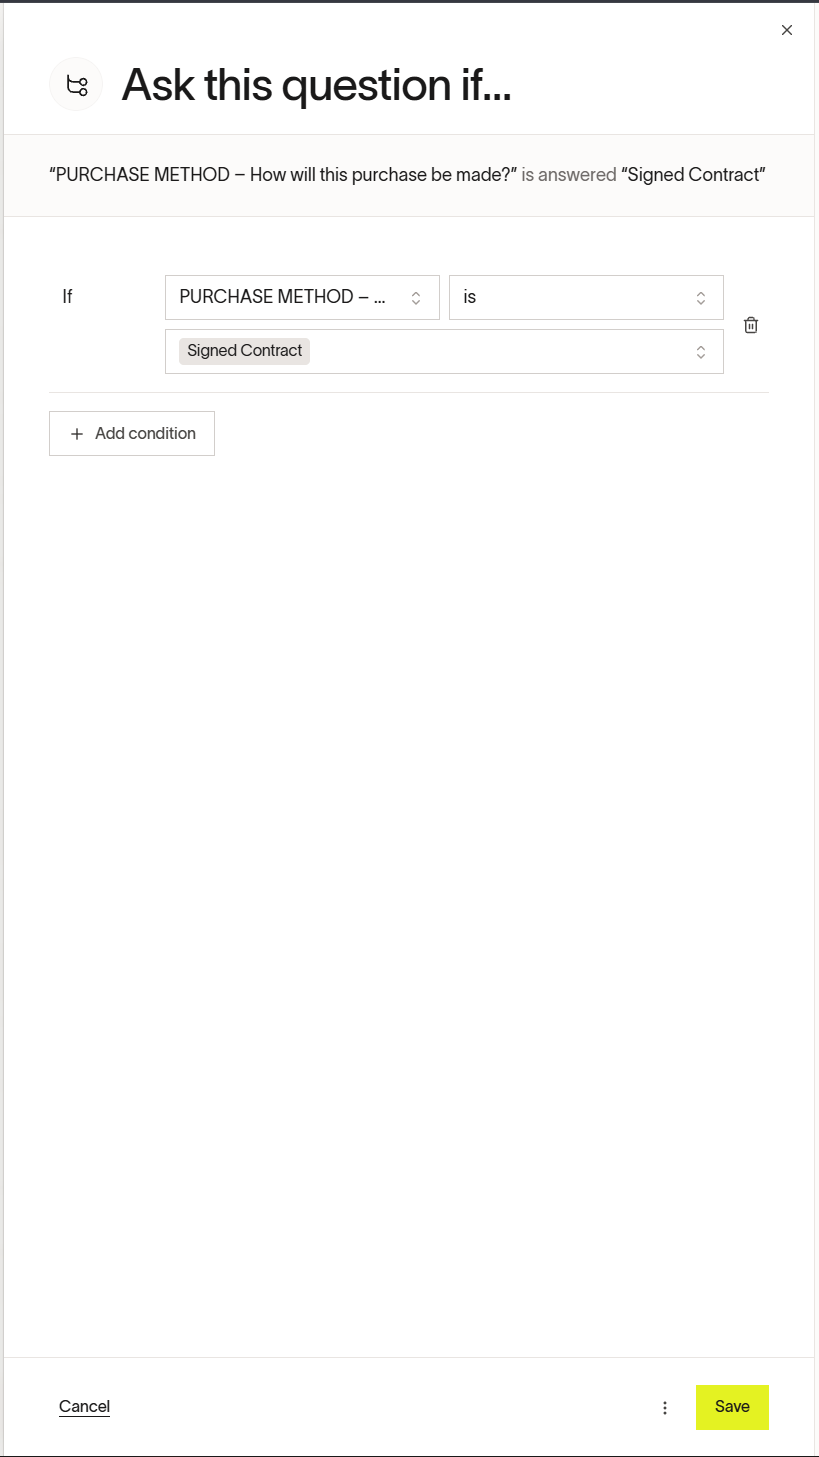 Ask this question if...
“PURCHASE METHOD – How will this purchase be made?” is answered “Signed Contract”
If
PURCHASE METHOD – ...
is
Signed Contract
Add condition
Cancel
Save